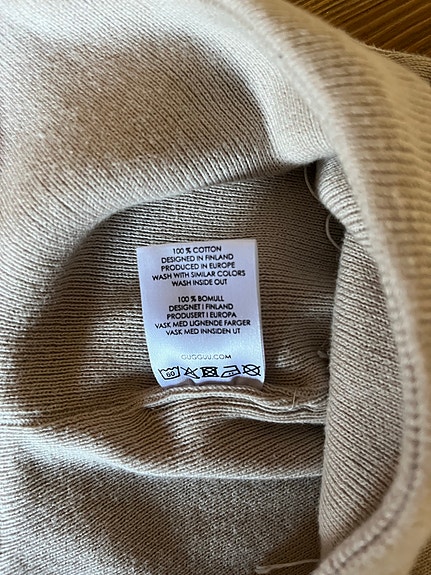 100 % COTTON
DESIGNED IN FINLAND
PRODUCED IN EUROPE
WASH WITH SIMILAR COLORS
WASH INSIDE OUT
100 % BOMULL
DESIGNET I FINLAND
PRODUSERT I EUROPA
VASK MED LIGNENDE FARGER
VASK MED INNSIDEN UT
GUGGUU.COM